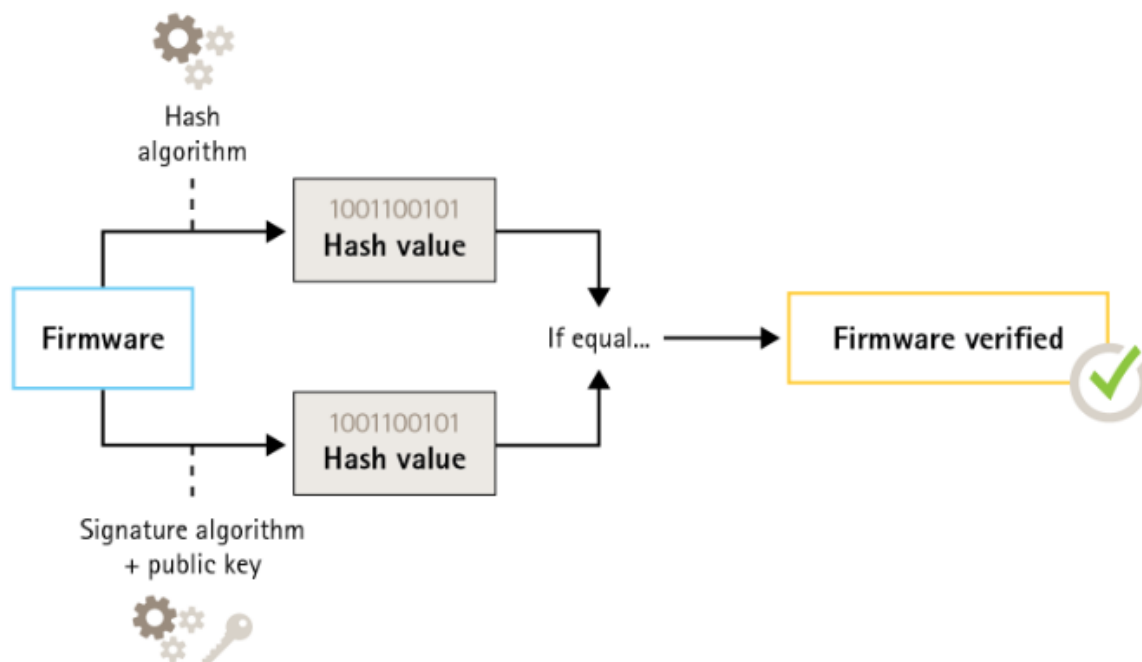 Hash
algorithm
1001100101
Hash value
Firmware
If equal...
Firmware verified
1001100101
Hash value
Signature algorithm
+ public key